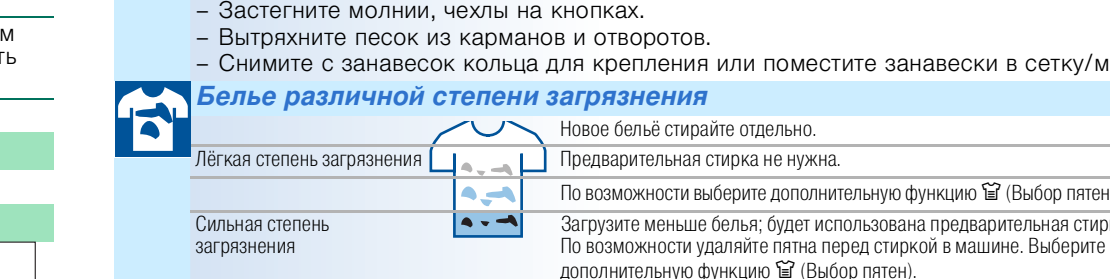 м
ть
– Застегните молнии, чехлы на кнопках.
– Вытряхните песок из карманов и отворотов.
– Снимите с занавесок кольца для крепления или поместите занавески в сетку/м
Белье различной степени загрязнения
Новое бельё стирайте отдельно.
Лёгкая степень загрязнения
Предварительная стирка не нужна.
По возможности выберите дополнительную функцию (Выбор пятен
Сильная степень
загрязнения
Загрузите меньше белья; будет использована предварительная стир
По возможности удаляйте пятна перед стиркой в машине. Выберите
дополнительную функцию (Выбор пятен).